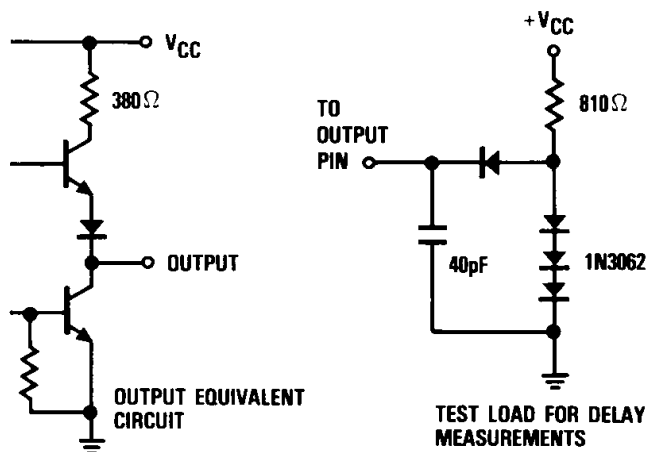 VCC
380Ω
OUTPUT
OUTPUT EQUIVALENT
CIRCUIT
+VCC
810Ω
TO
OUTPUT
PIN
40pF
1N3062
TEST LOAD FOR DELAY
MEASUREMENTS